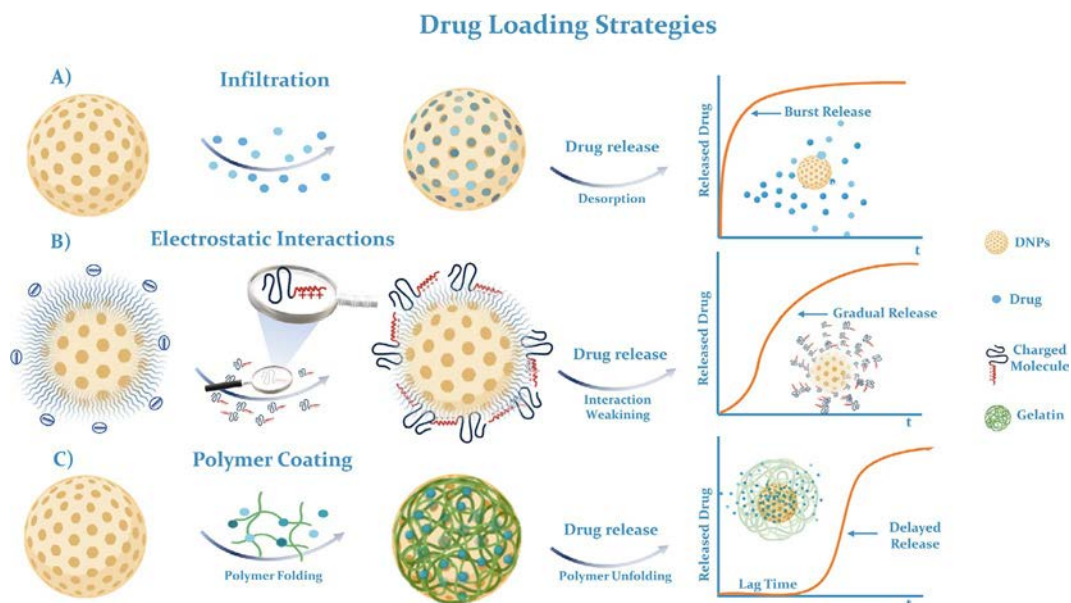 Drug Loading Strategies
A)
Infiltration
Drug release
Desorption
Released Drug
Burst Release
t
B)
Electrostatic Interactions
++++
Drug release
Interaction
Weakining
Released Drug
Gradual Release
t
C)
Polymer Coating
Polymer Folding
Drug release
Polymer Unfolding
Released Drug
Delayed
Release
Lag Time
t
DNPs
Drug
Charged
Molecule
Gelatin